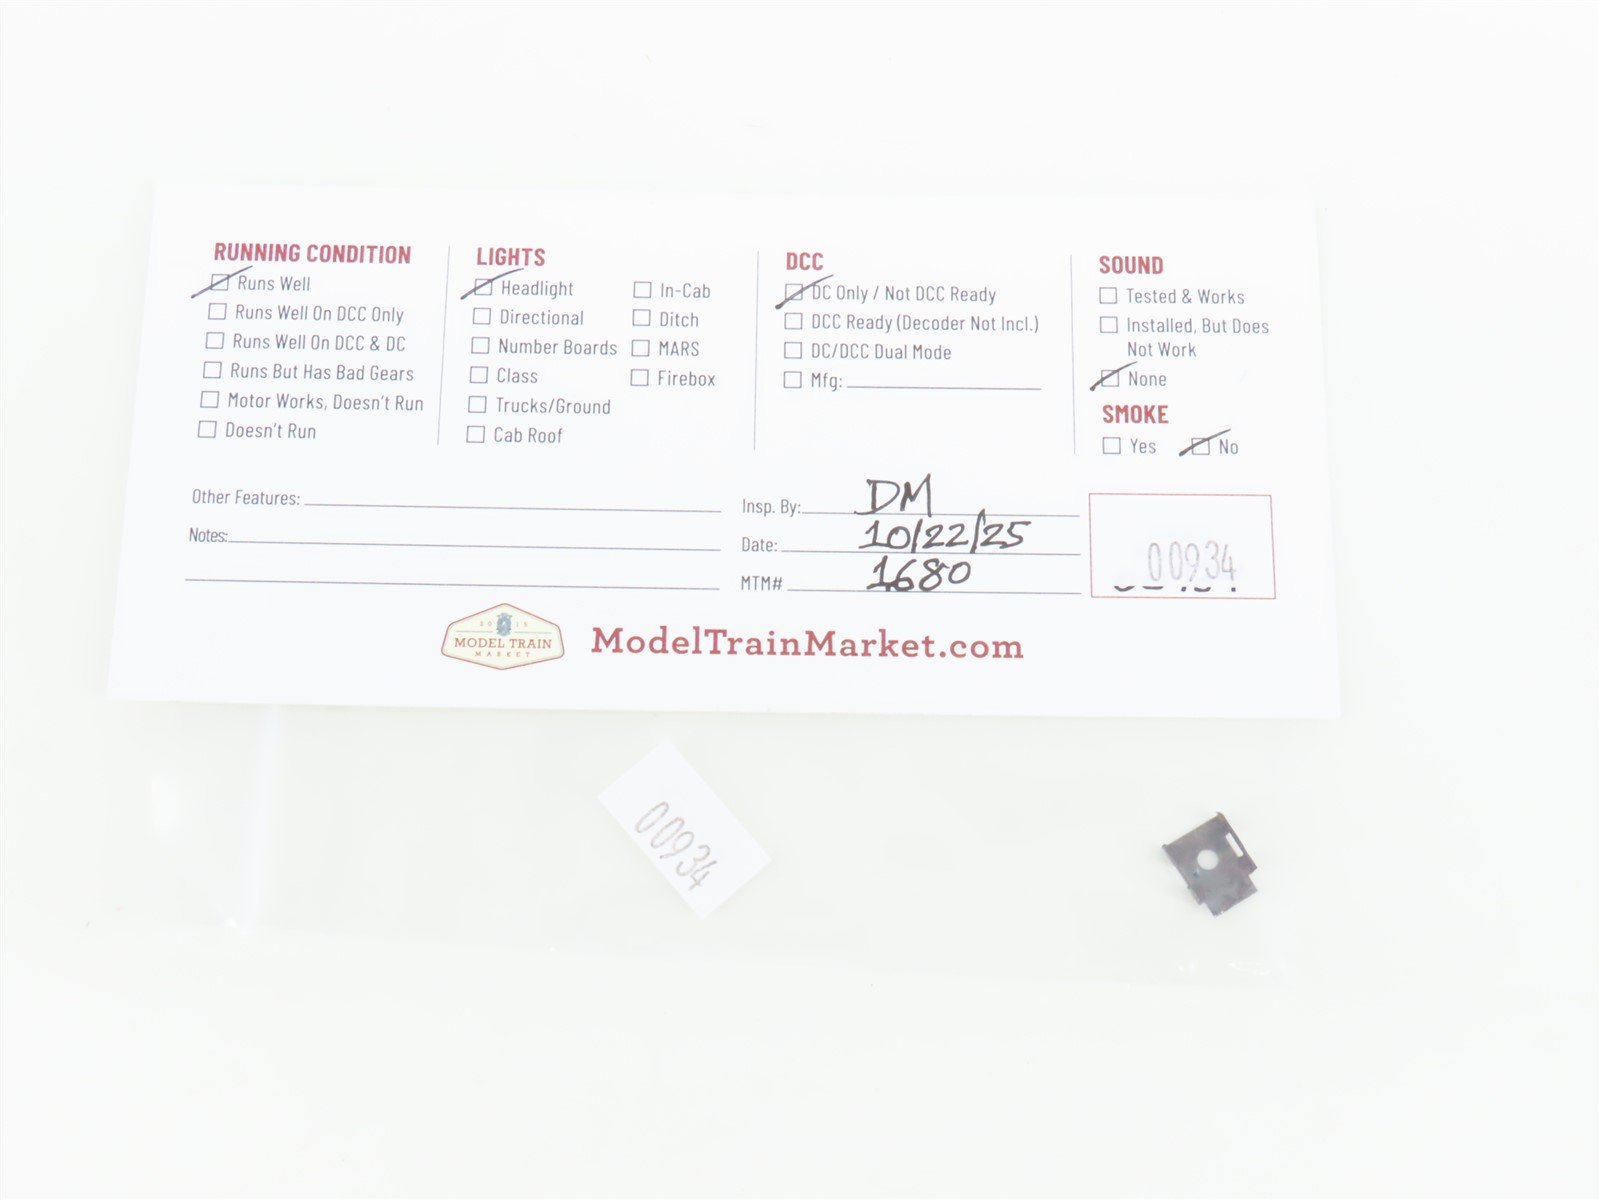 RUNNING CONDITION
Runs Well
Runs Well On DCC Only
Runs Well On DCC & DC
Runs But Has Bad Gears
Motor Works, Doesn't Run
Doesn't Run
LIGHTS
Headlight
Directional
Number Boards
Class
Trucks/Ground
Cab Roof
In-Cab
Ditch
MARS
Firebox
DCC
DC Only / Not DCC Ready
DCC Ready (Decoder Not Incl.)
DC/DCC Dual Mode
Mfg:
SOUND
Tested & Works
Installed, But Does
Not Work
None
SMOKE
Yes No
Other Features:
Notes:
Insp. By: DM
Date: 10/22/25
MTM# 1680
00934
2015
MODEL TRAIN
MARKET
ModelTrainMarket.com
00934